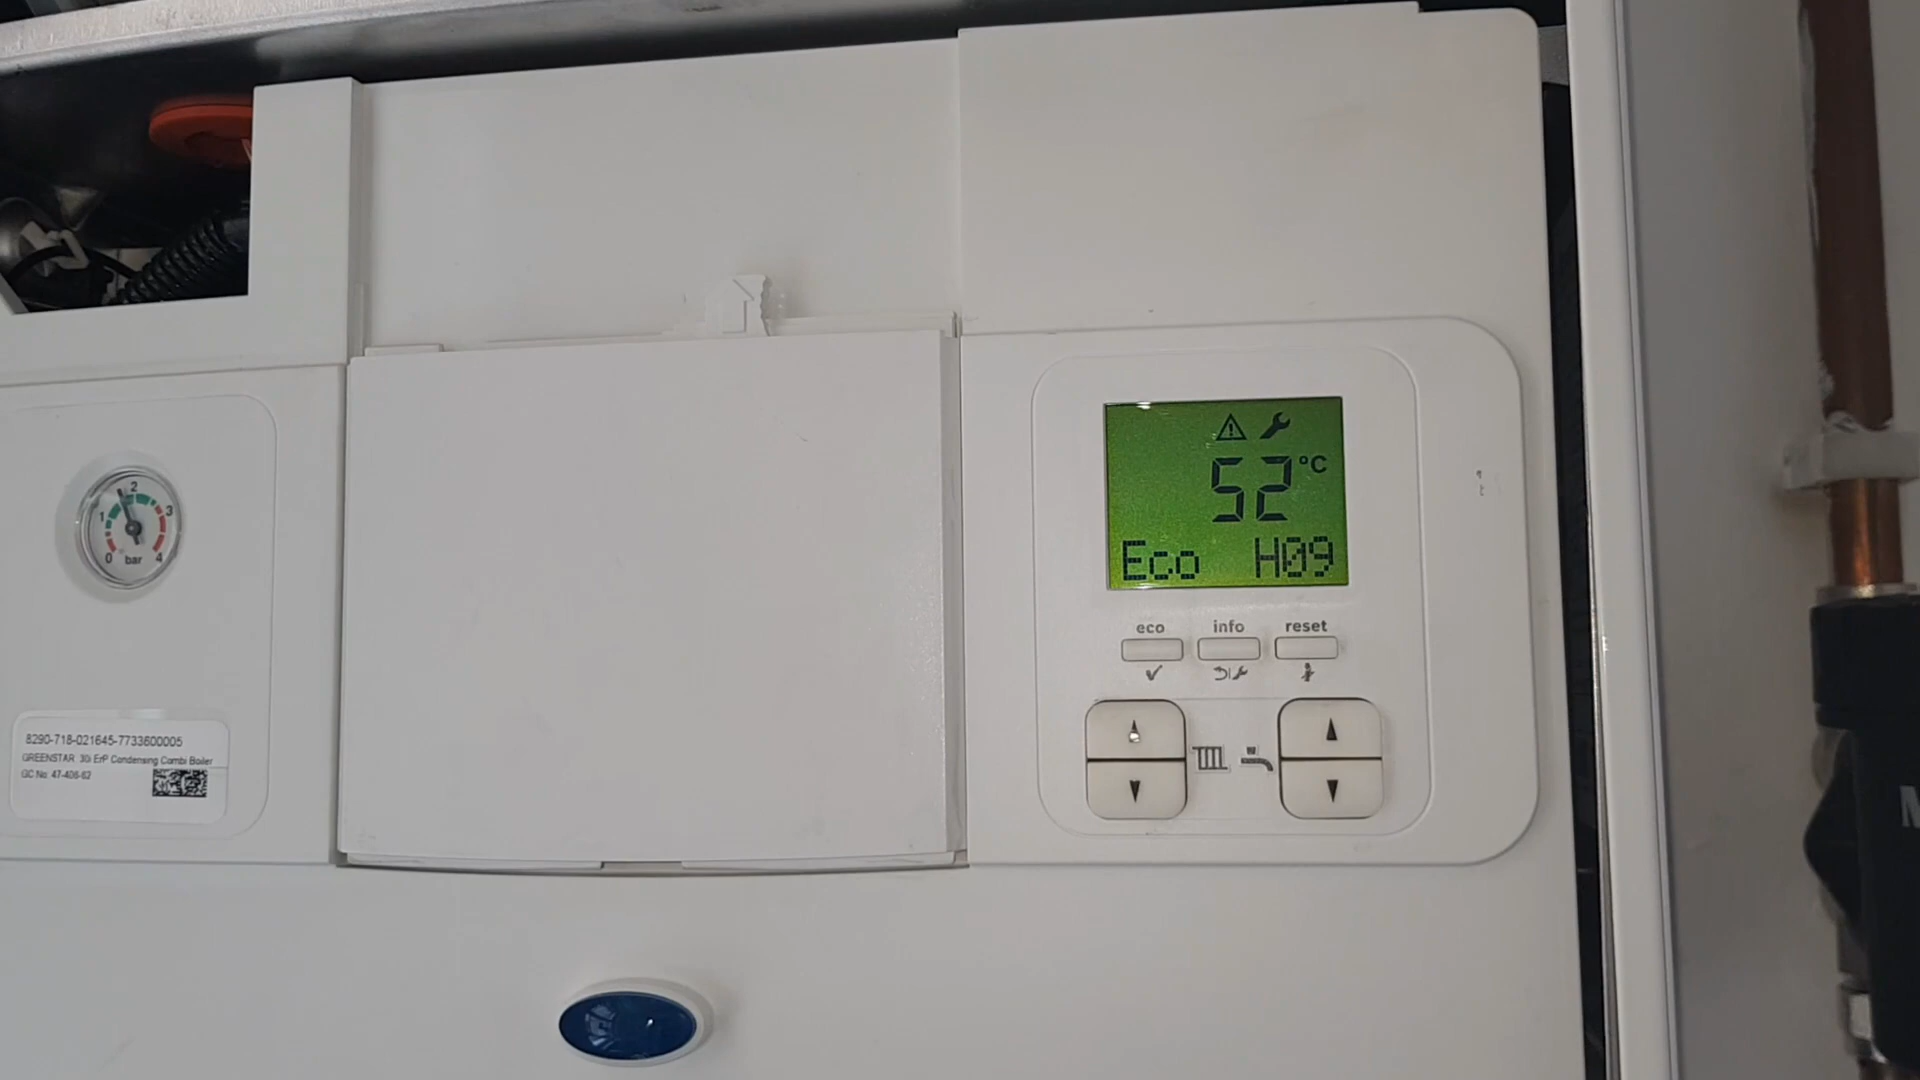 52 °C
Eco H09
eco info reset
0 1 2 3 4
bar
8290-718-021645-7733600005
GREENSTAR 30i ErP Condensing Combi Boiler
GC No: 47-406-62
M